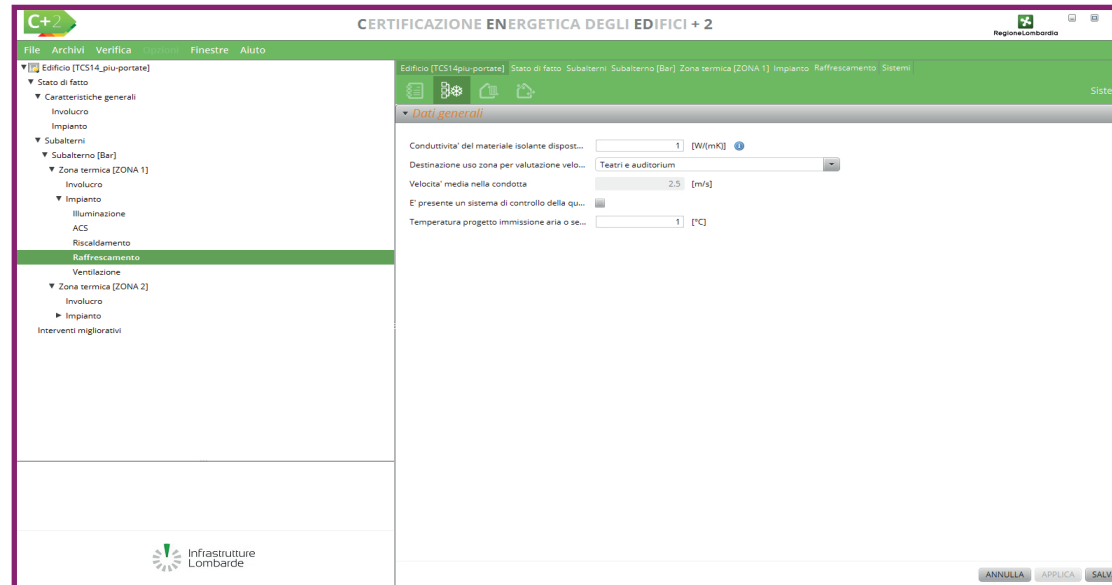 C+2
CERTIFICAZIONE ENERGETICA DEGLI EDIFICI + 2
RegioneLombardia
File Archivi Verifica Opzioni Finestre Aiuto
Edificio [TCS14_piu-portate]
Stato di fatto
Caratteristiche generali
Involucro
Impianto
Subalterni
Subalterno [Bar]
Zona termica [ZONA 1]
Involucro
Impianto
Illuminazione
ACS
Riscaldamento
Raffrescamento
Ventilazione
Zona termica [ZONA 2]
Involucro
Impianto
Interventi migliorativi
Infrastrutture
Lombarde
Edificio [TCS14piu-portate] Stato di fatto Subalterni Subalterno [Bar] Zona termica [ZONA 1] Impianto Raffrescamento Sistemi
Siste
Dati generali
Conduttivita' del materiale isolante dispost... 1 [W/(mK)]
Destinazione uso zona per valutazione velo... Teatri e auditorium
Velocita' media nella condotta 2.5 [m/s]
E' presente un sistema di controllo della qu...
Temperatura progetto immissione aria o se... 1 [°C]
ANNULLA APPLICA SALV